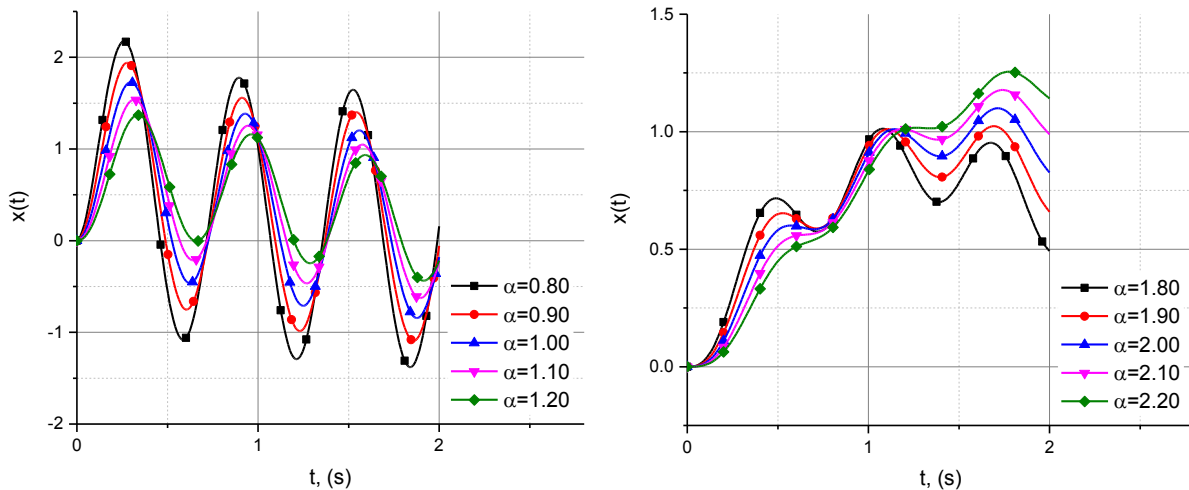 2
1
0
-1
-2
0
1
2
x(t)
t, (s)
α=0.80
α=0.90
α=1.00
α=1.10
α=1.20
1.5
1.0
0.5
0.0
0
1
2
x(t)
t, (s)
α=1.80
α=1.90
α=2.00
α=2.10
α=2.20